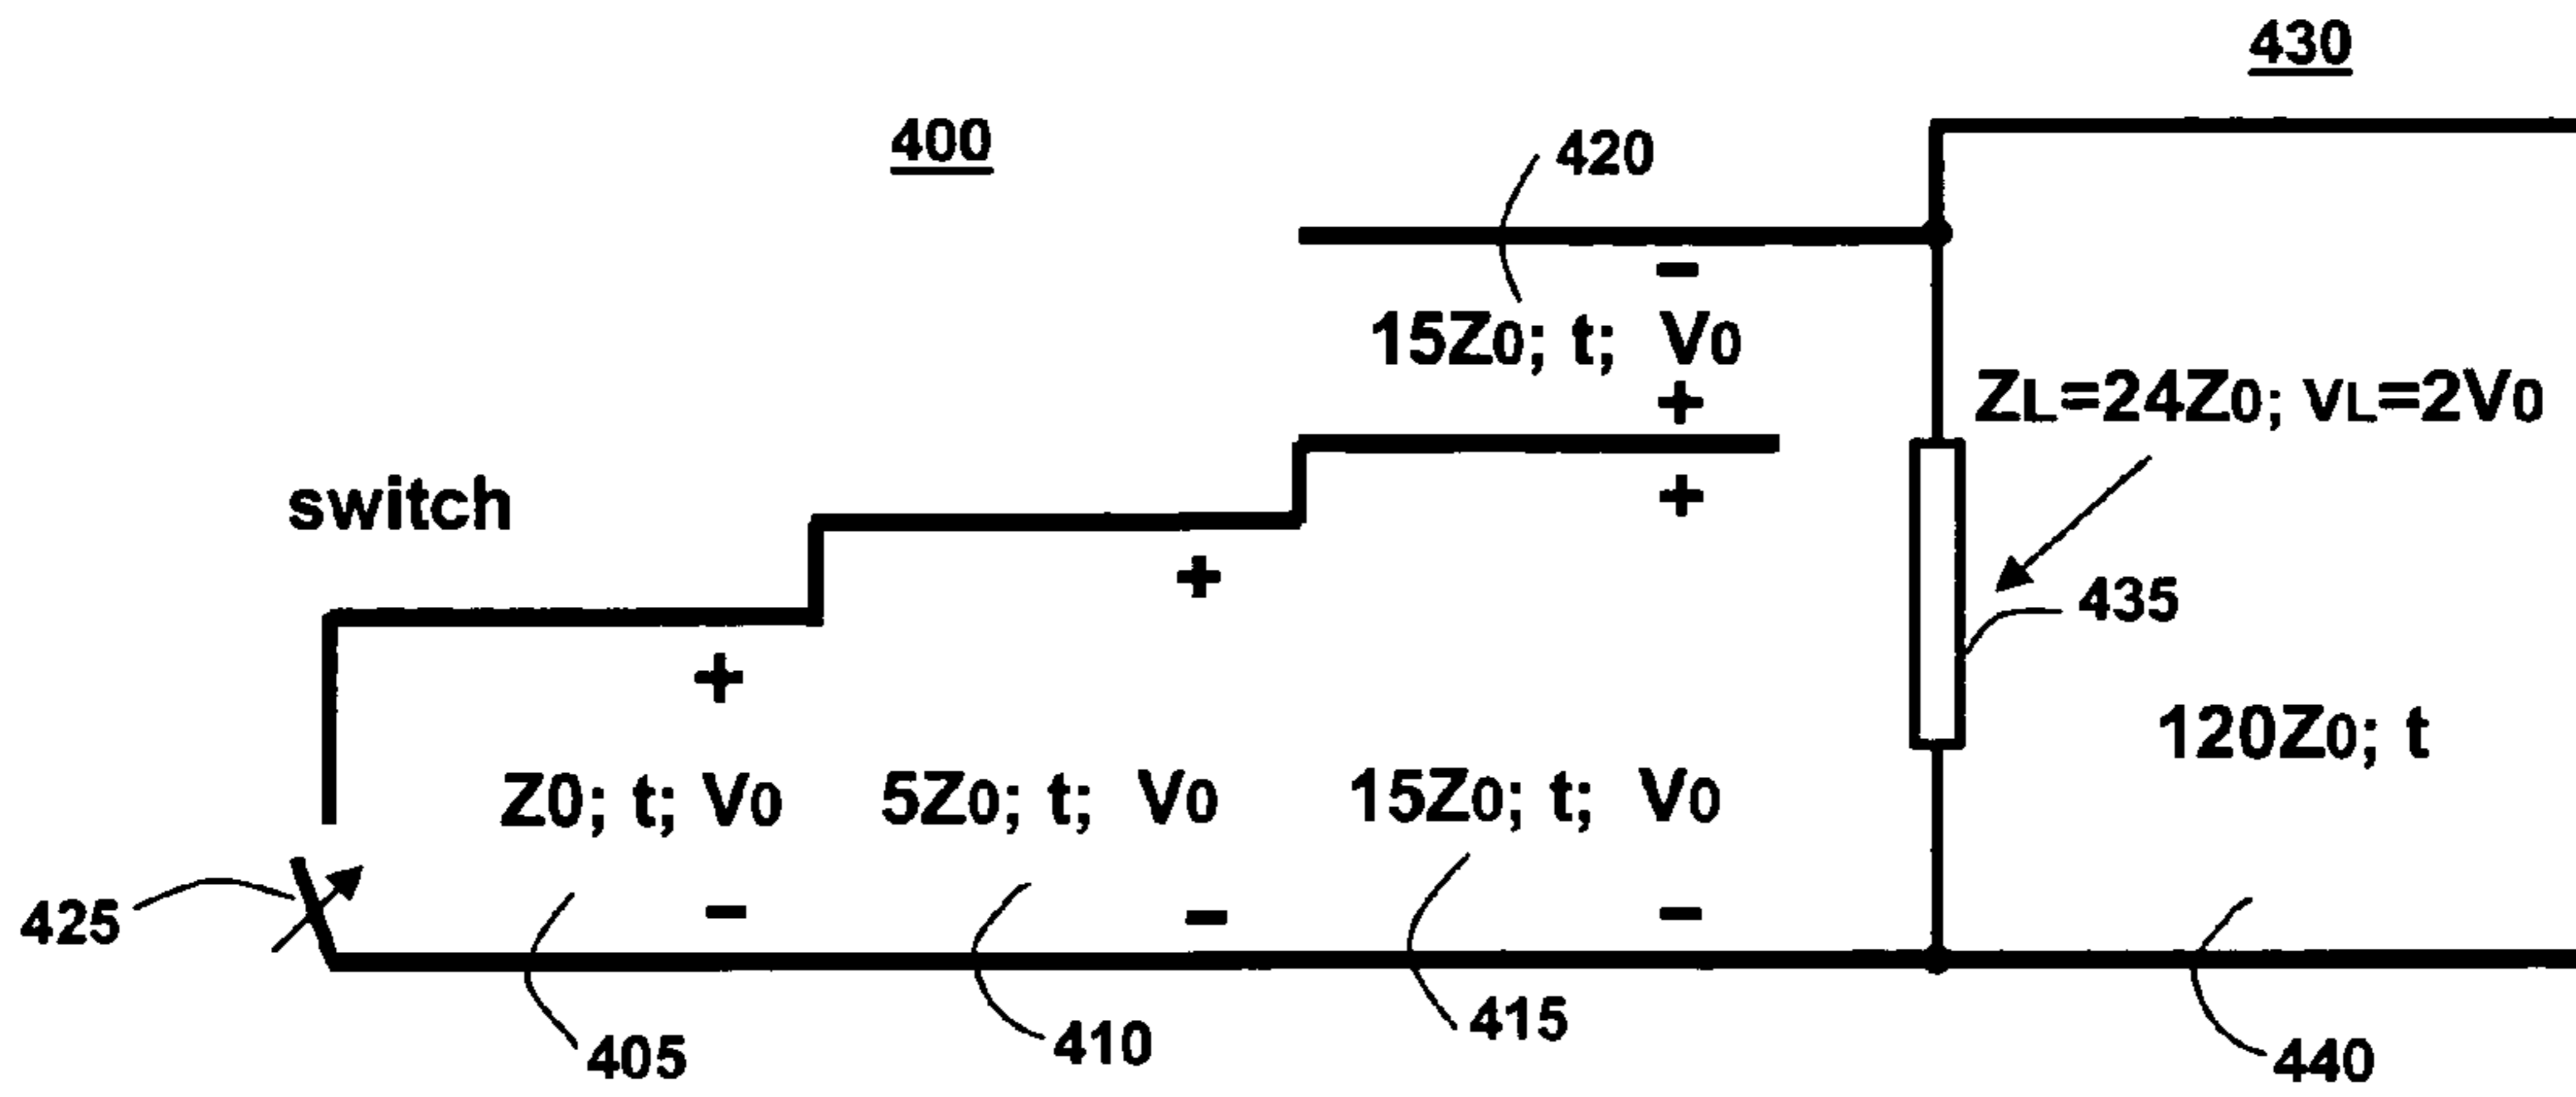 430
400
420
-
15Z0; t; V0
+
ZL=24Z0; VL=2V0
switch
+
+
435
+
120Z0; t
Z0; t; V0
5Z0; t; V0
15Z0; t; V0
425
-
-
-
405
410
415
440